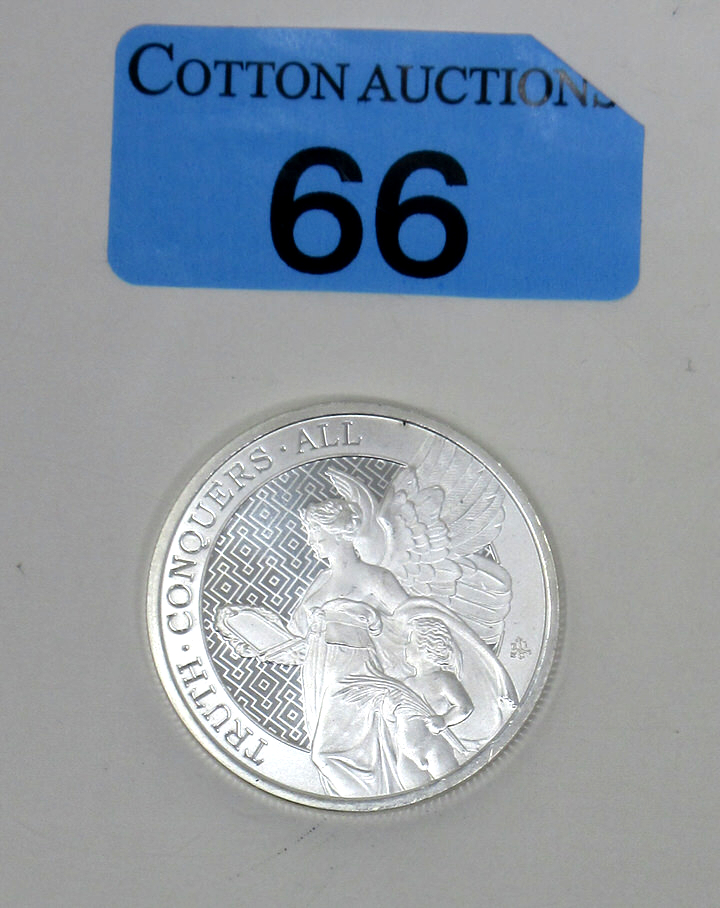 COTTON AUCTIONS
66
TRUTH · CONQUERS · ALL